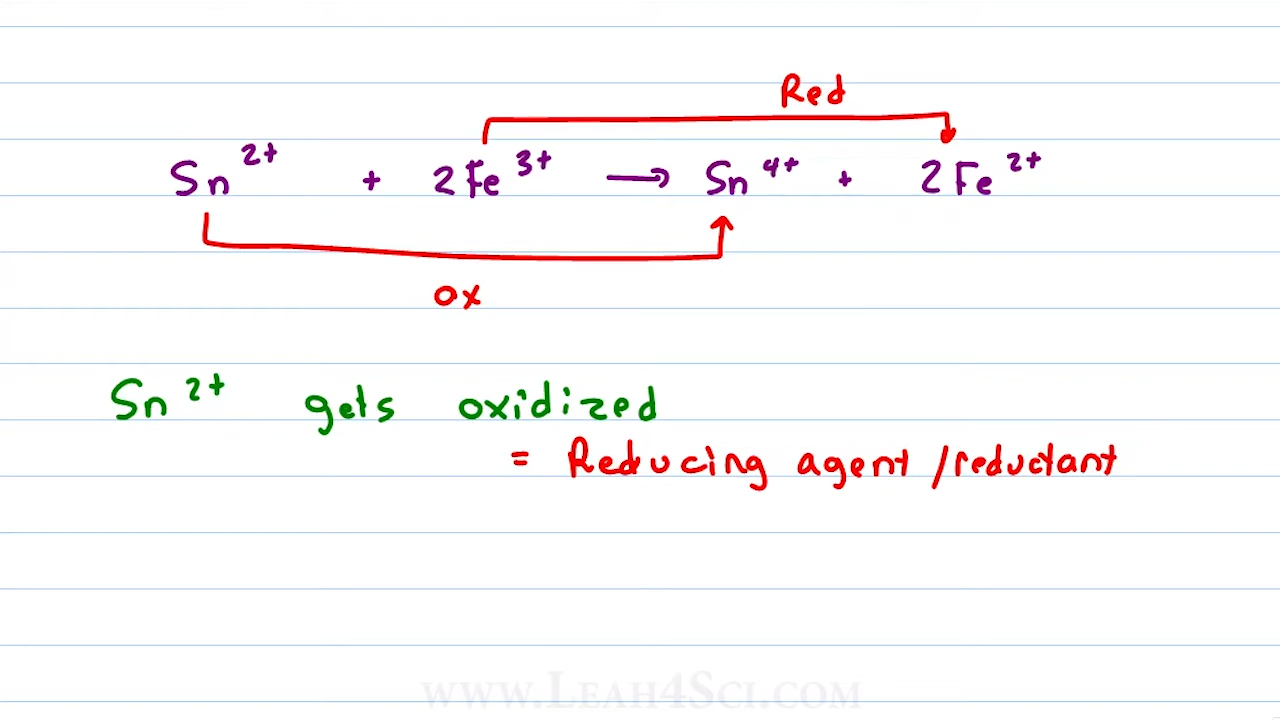 Red
Sn²⁺ + 2Fe³⁺ → Sn⁴⁺ + 2Fe²⁺
ox
Sn²⁺ gets oxidized
= Reducing agent /reductant
www.Leah4Sci.com